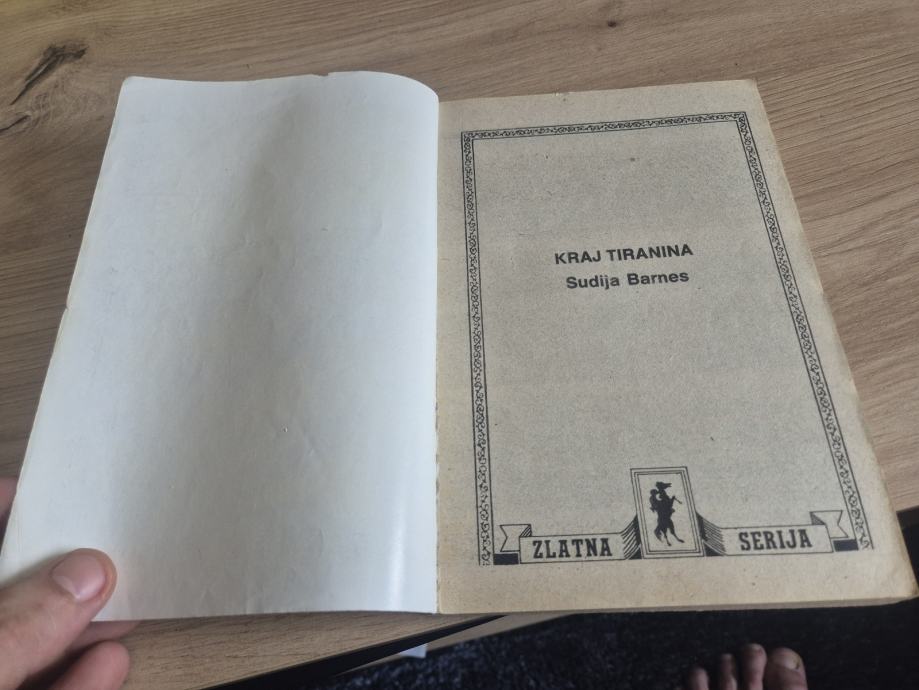 KRAJ TIRANINA
Sudija Barnes
ZLATNA SERIJA